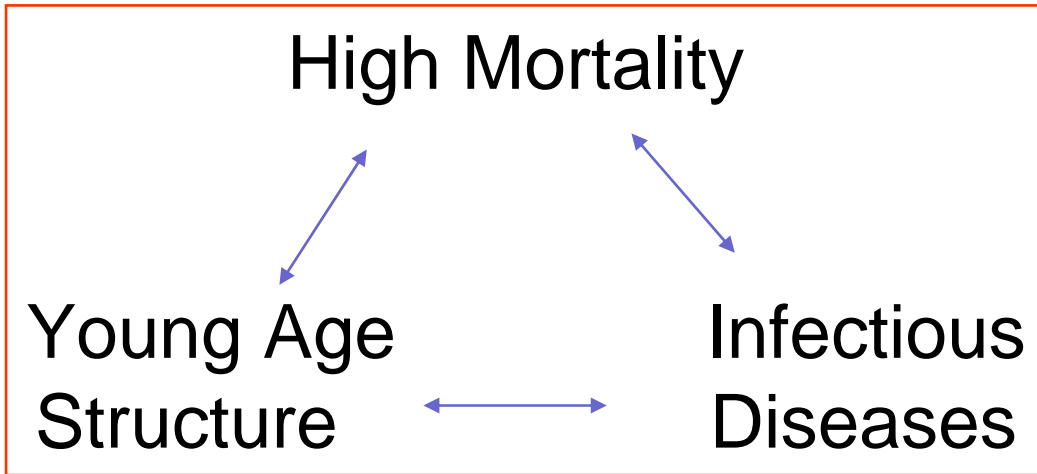 High Mortality
Young Age
Structure
Infectious
Diseases